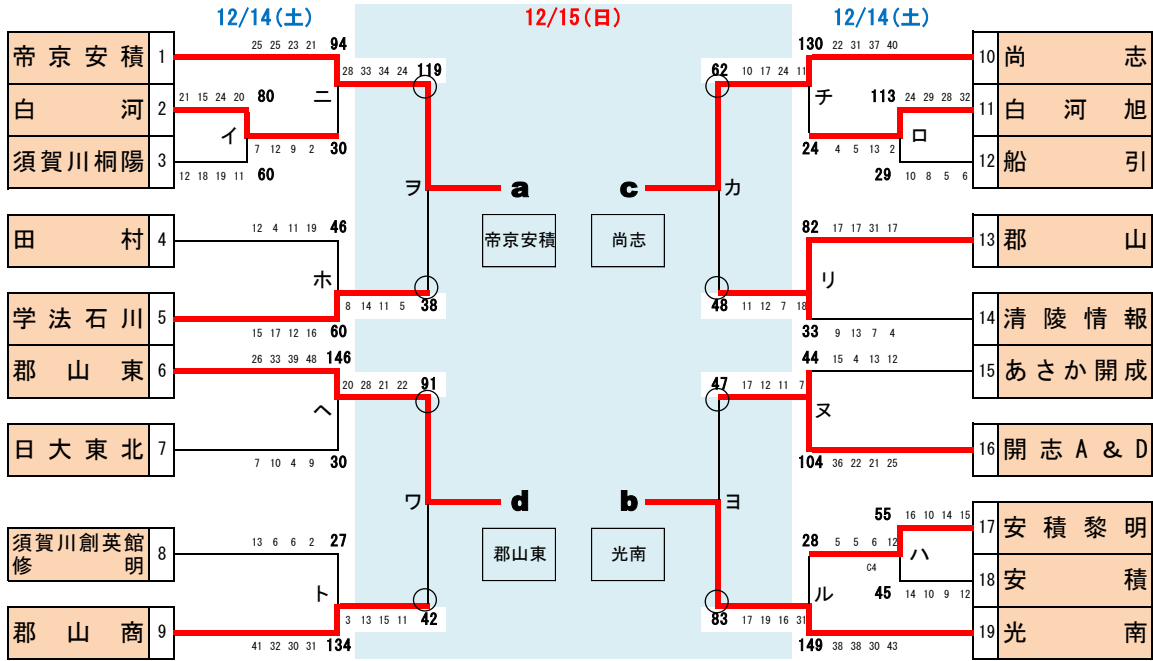 12/14(土)
12/15(日)
12/14(土)
帝京安積 1
25 25 23 21 94
28 33 34 24 119
白河 2
21 15 24 20 80
イ
ニ
7 12 9 2 30
須賀川桐陽 3
12 18 19 11 60
ヲ
a
帝京安積
田村 4
12 4 11 19 46
ホ
8 14 11 5 38
学法石川 5
15 17 12 16 60
郡山東 6
26 33 39 48 146
20 28 21 22 91
ヘ
日大東北 7
7 10 4 9 30
ワ
d
郡山東
須賀川創英館
修明 8
13 6 6 2 27
ト
3 13 15 11 42
郡山商 9
41 32 30 31 134
130 22 31 37 40
10 尚志
62 10 17 24 11
チ
113 24 29 28 32
11 白河旭
ロ
24 4 5 13 2
29 10 8 5 6
12 船引
c
カ
尚志
82 17 17 31 17
13 郡山
リ
48 11 12 7 18
33 9 13 7 4
14 清陵情報
44 15 4 13 12
15 あさか開成
47 17 12 11 7
ヌ
104 36 22 21 25
16 開志A&D
b
ヨ
光南
55 16 10 14 15
17 安積黎明
28 5 5 6 12
C4
ハ
45 14 10 9 12
18 安積
ル
83 17 19 16 31
149 38 38 30 43
19 光南